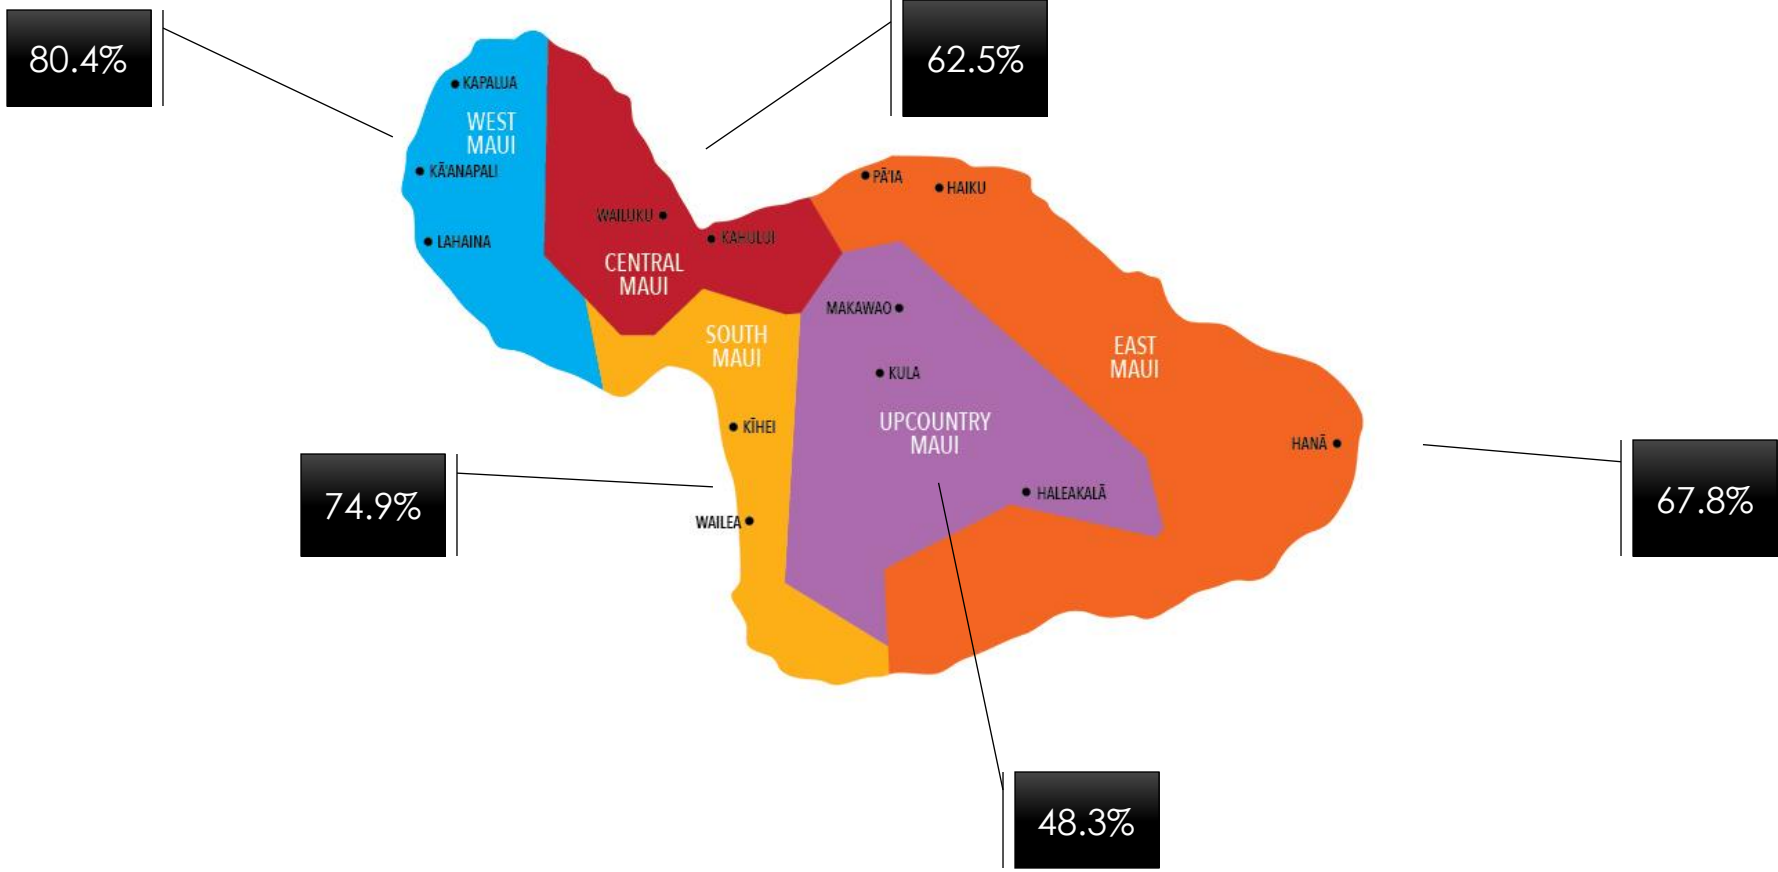 80.4%
62.5%
KAPALUA
WEST
MAUI
KĀ'ANAPALI
PĀ'IA
HAIKU
WAILUKU
KAHULUI
LAHAINA
CENTRAL
MAUI
MAKAWAO
SOUTH
MAUI
EAST
MAUI
KULA
UPCOUNTRY
MAUI
KĪHEI
HANĀ
74.9%
HALEAKALĀ
67.8%
WAILEA
48.3%